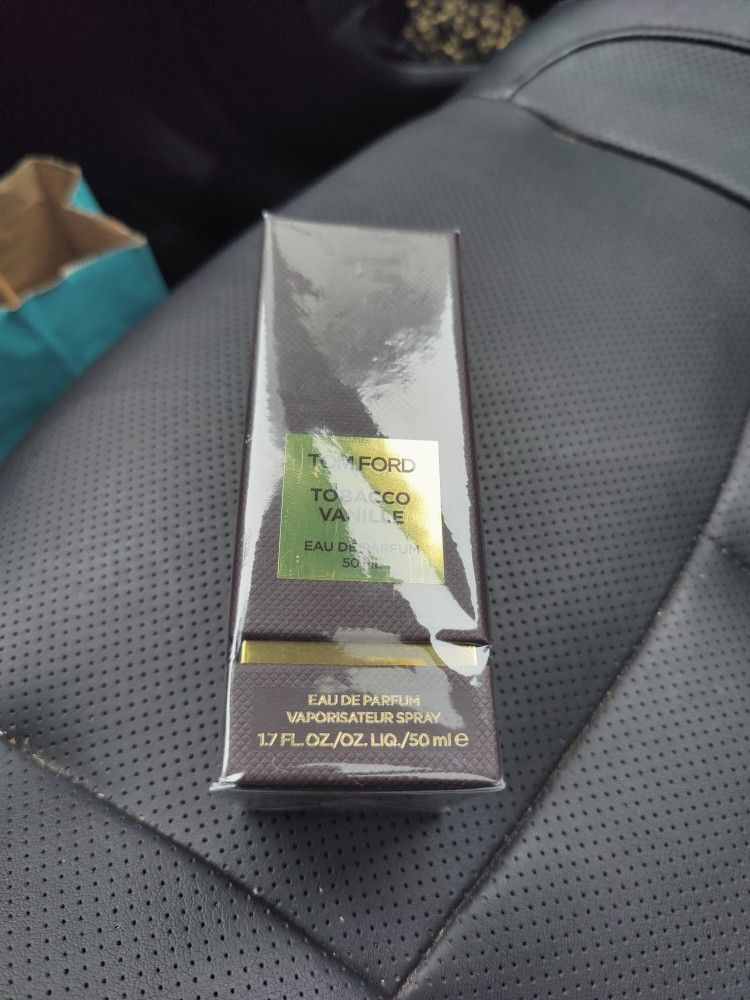 TOM FORD
TOBACCO
VANILLE
EAU DE PARFUM
50 ML
EAU DE PARFUM
VAPORISATEUR SPRAY
1.7 FL.OZ./OZ. LIQ./50 ml e